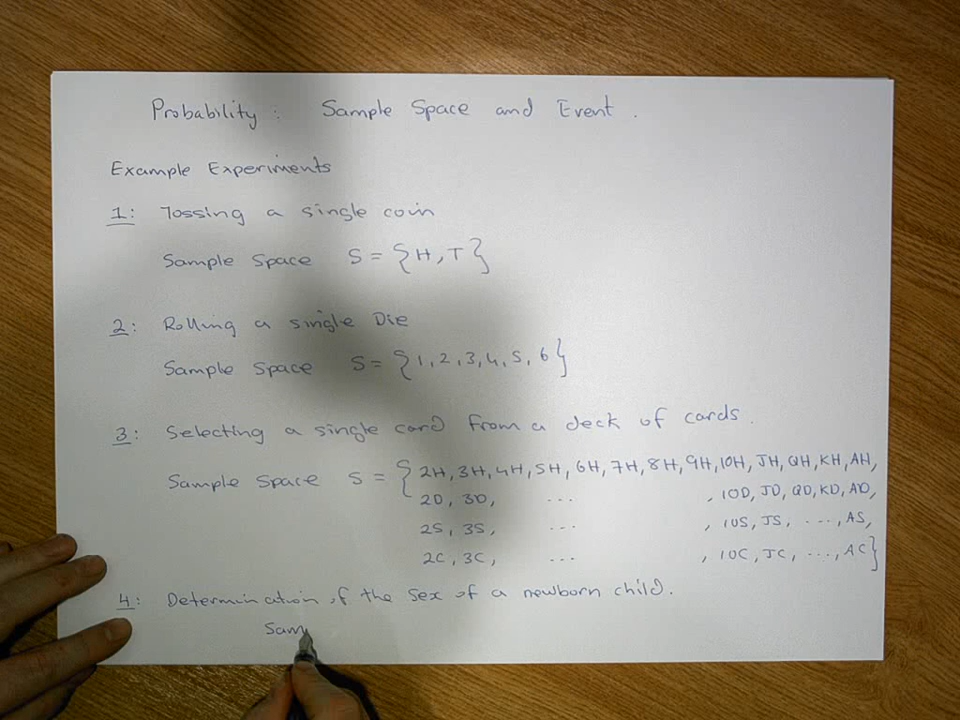 Probability : Sample Space and Event .
Example Experiments
1: Tossing a single coin
Sample Space S = {H, T}
2: Rolling a single Die
Sample Space S = {1, 2, 3, 4, 5, 6}
3: Selecting a single card from a deck of cards.
Sample Space S = {2H, 3H, 4H, 5H, 6H, 7H, 8H, 9H, 10H, JH, QH, KH, AH,
2D, 3D, ... , 10D, JD, QD, KD, AD,
2S, 3S, ... , 10S, JS, ..., AS,
2C, 3C, ... , 10C, JC, ..., AC}
4: Determination of the Sex of a newborn child.
Sam